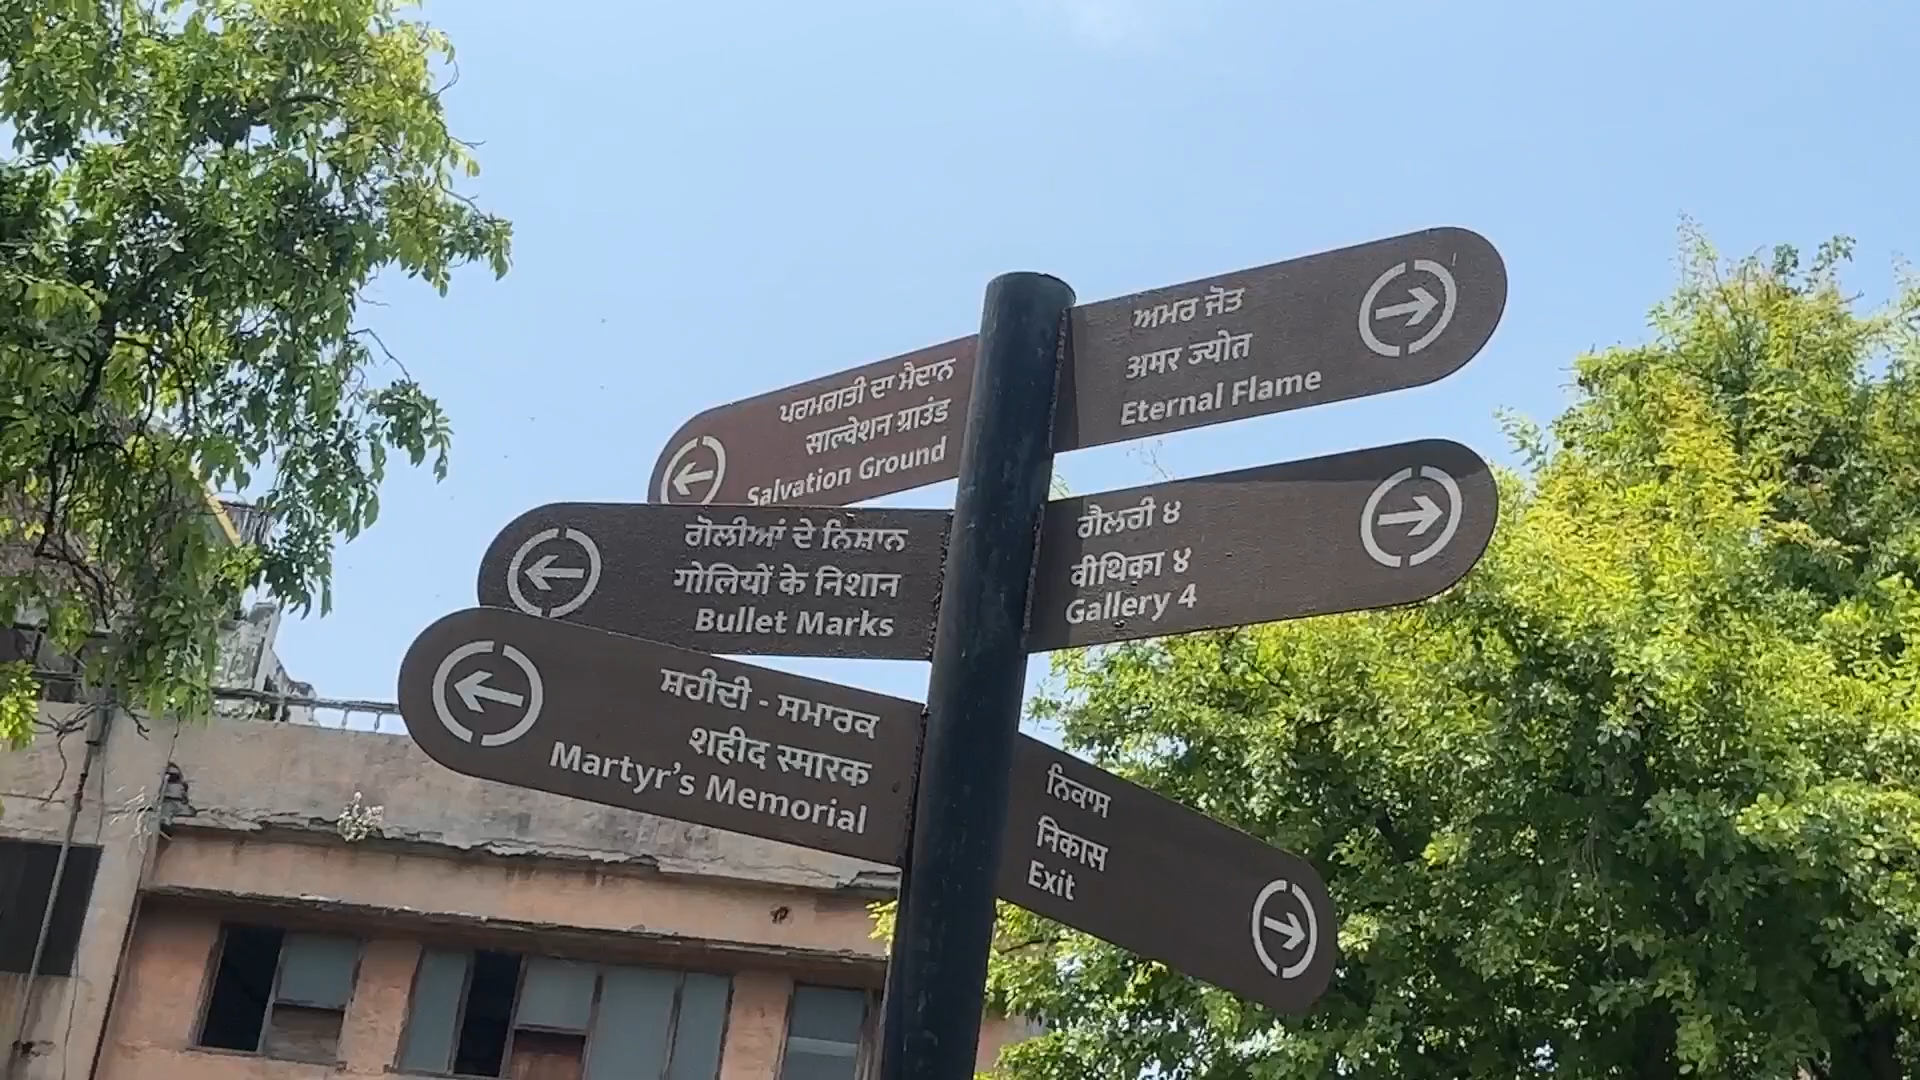 ਪਰਮਗਤੀ ਦਾ ਮੈਦਾਨ
साल्वेशन ग्राउंड
Salvation Ground
ਅਮਰ ਜੋਤ
अमर ज्योत
Eternal Flame
ਗੋਲੀਆਂ ਦੇ ਨਿਸ਼ਾਨ
गोलियों के निशान
Bullet Marks
ਗੈਲਰੀ ੪
वीथिका ४
Gallery 4
ਸ਼ਹੀਦੀ - ਸਮਾਰਕ
शहीद स्मारक
Martyr’s Memorial
ਨਿਕਾਸ
निकास
Exit